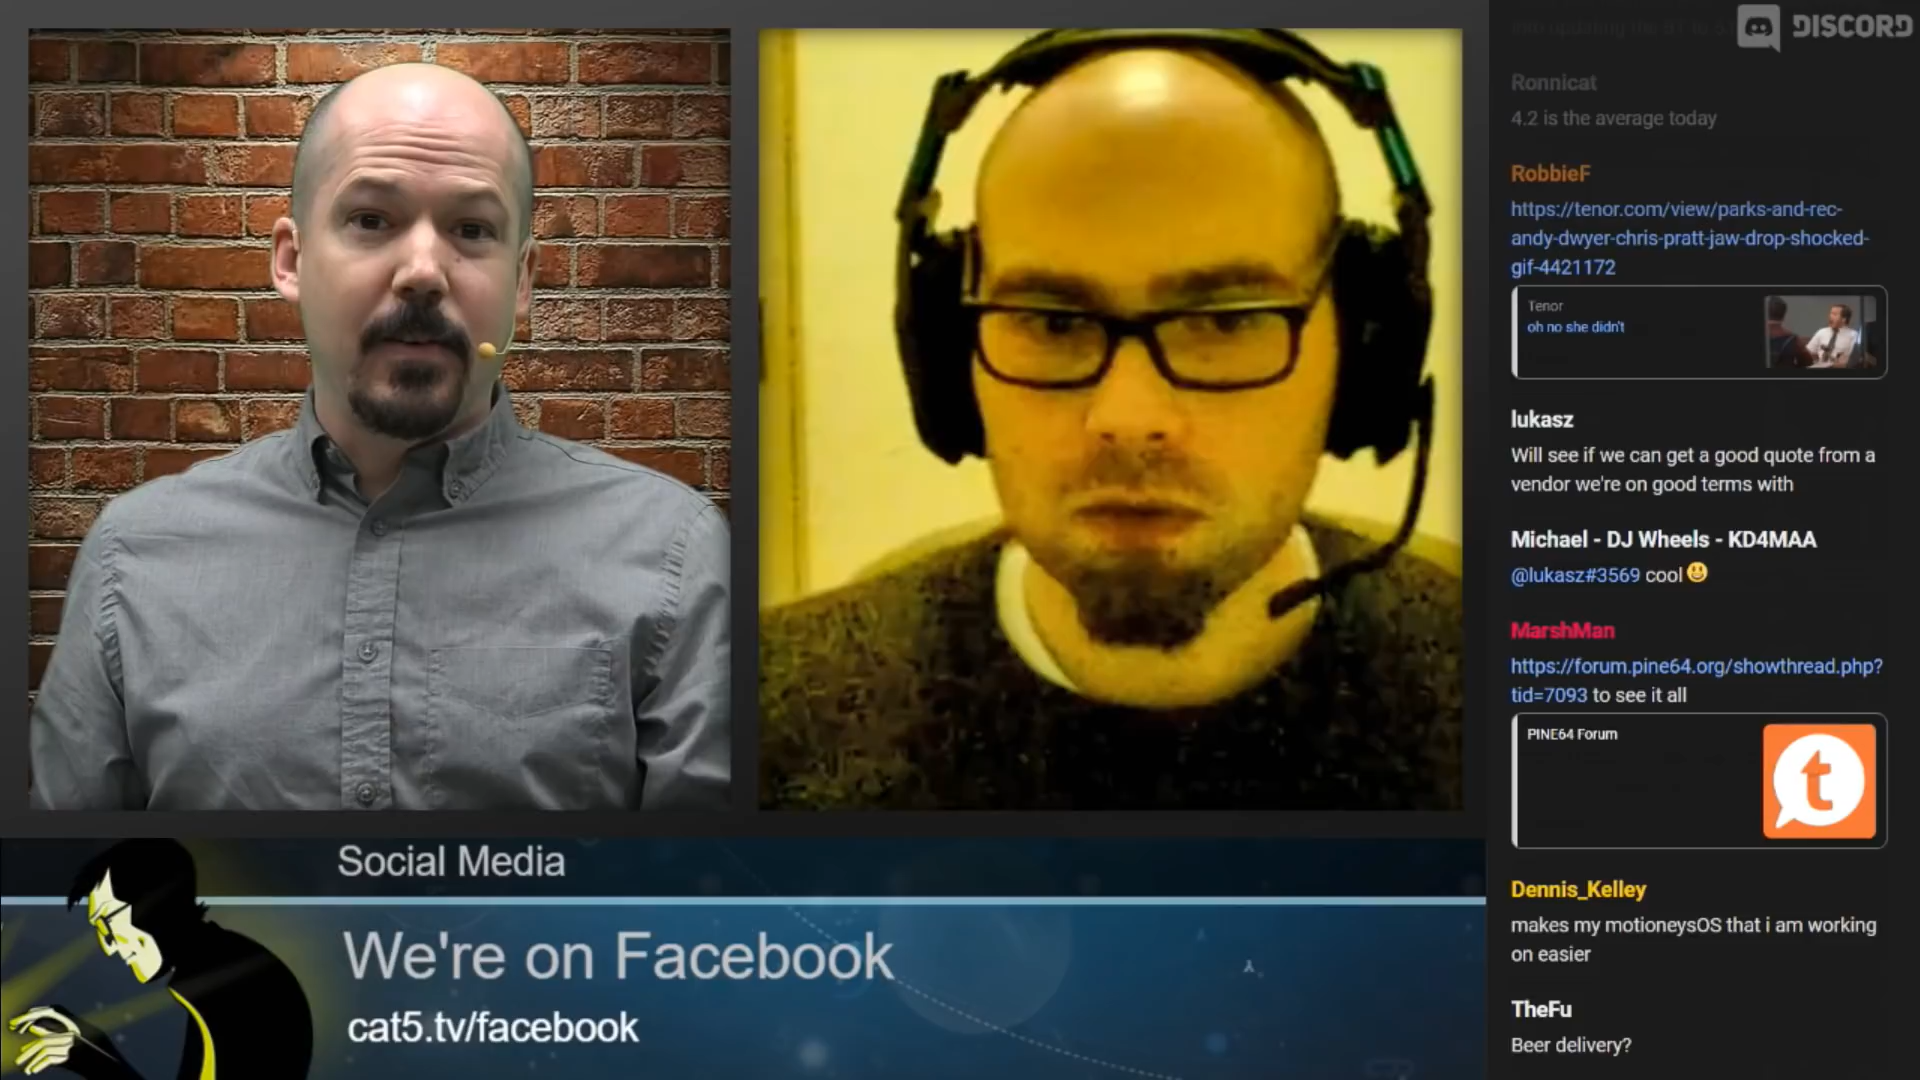 DISCORD
Ronnicat
4.2 is the average today
RobbieF
https://tenor.com/view/parks-and-rec-
andy-dwyer-chris-pratt-jaw-drop-shocked-
gif-4421172
Tenor
oh no she didn't
lukasz
Will see if we can get a good quote from a
vendor we're on good terms with
Michael - DJ Wheels - KD4MAA
@lukasz#3569 cool
MarshMan
https://forum.pine64.org/showthread.php?
tid=7093 to see it all
PINE64 Forum
t
Dennis_Kelley
makes my motioneysOS that i am working
on easier
TheFu
Beer delivery?
Social Media
We're on Facebook
cat5.tv/facebook